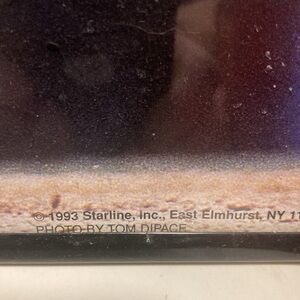 ©1993 Starline, Inc., East Elmhurst, NY 11
PHOTO BY TOM DIPACE